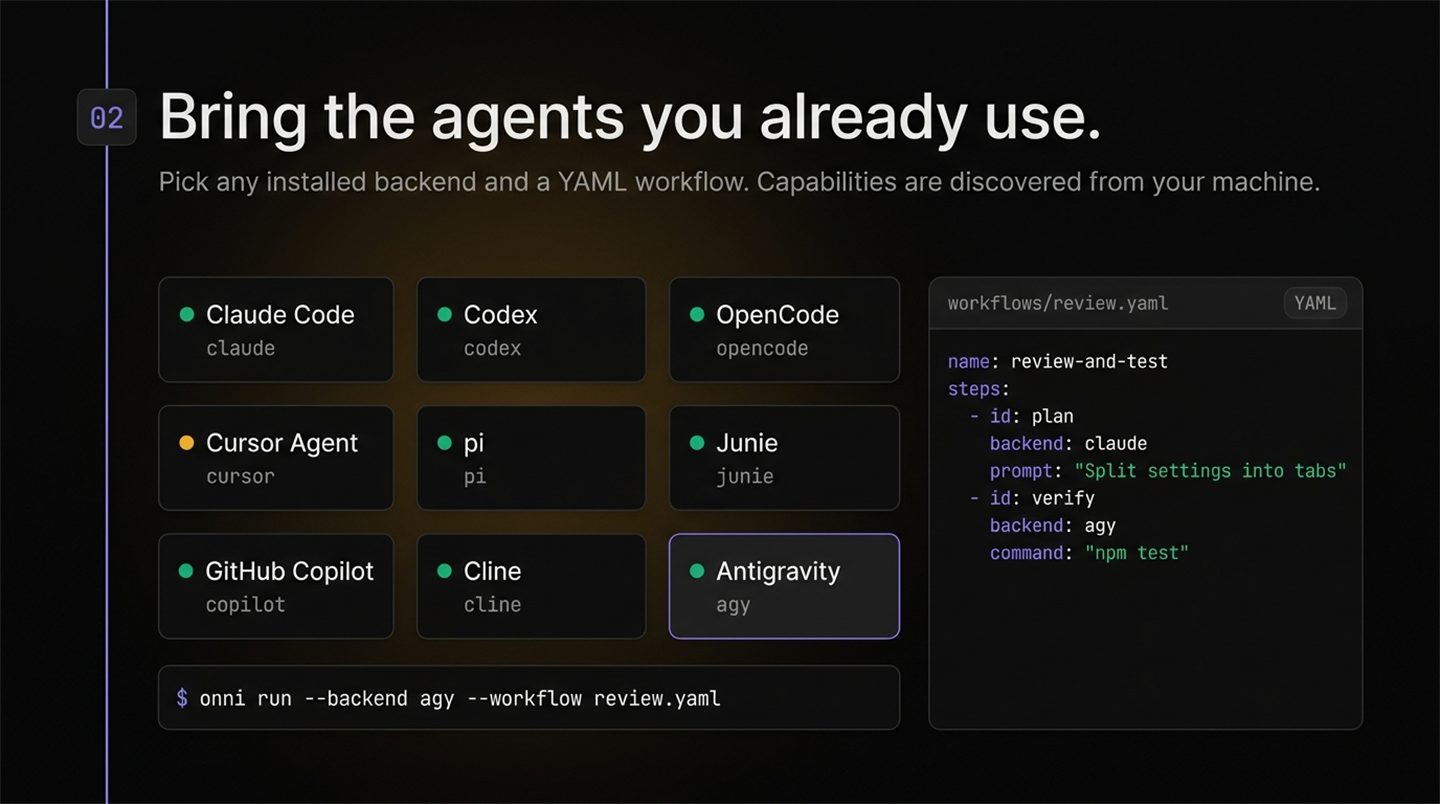 02
Bring the agents you already use.
Pick any installed backend and a YAML workflow. Capabilities are discovered from your machine.
Claude Code
claude
Codex
codex
OpenCode
opencode
Cursor Agent
cursor
pi
pi
Junie
junie
GitHub Copilot
copilot
Cline
cline
Antigravity
agy
$ onni run --backend agy --workflow review.yaml
workflows/review.yaml
YAML
name: review-and-test
steps:
  - id: plan
    backend: claude
    prompt: "Split settings into tabs"
  - id: verify
    backend: agy
    command: "npm test"